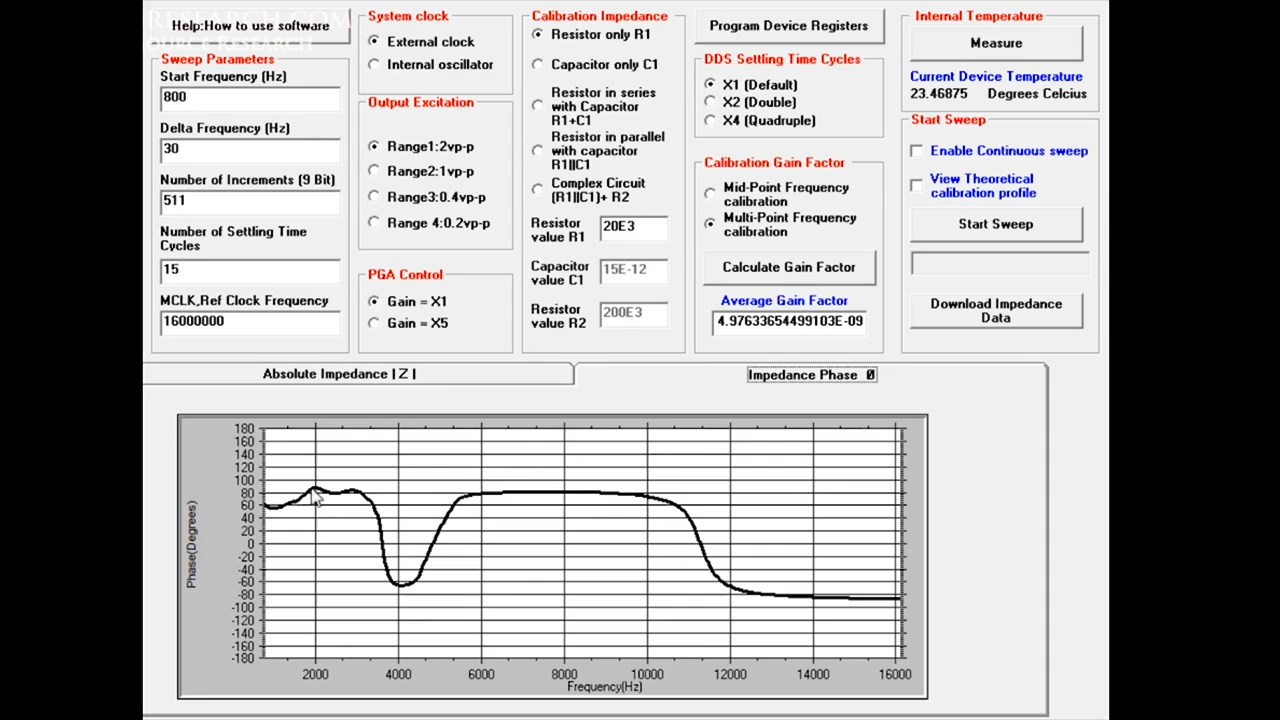 RESEARCH.COM
Help:How to use software
Sweep Parameters
Start Frequency (Hz)
800
Delta Frequency (Hz)
30
Number of Increments (9 Bit)
511
Number of Settling Time
Cycles
15
MCLK,Ref Clock Frequency
16000000
System clock
External clock
Internal oscillator
Output Excitation
Range1:2vp-p
Range2:1vp-p
Range3:0.4vp-p
Range 4:0.2vp-p
PGA Control
Gain = X1
Gain = X5
Calibration Impedance
Resistor only R1
Capacitor only C1
Resistor in series
with Capacitor
R1+C1
Resistor in parallel
with capacitor
R1||C1
Complex Circuit
(R1||C1)+ R2
Resistor
value R1
20E3
Capacitor
value C1
15E-12
Resistor
value R2
200E3
Program Device Registers
DDS Settling Time Cycles
X1 (Default)
X2 (Double)
X4 (Quadruple)
Calibration Gain Factor
Mid-Point Frequency
calibration
Multi-Point Frequency
calibration
Calculate Gain Factor
Average Gain Factor
4.97633654499103E-09
Internal Temperature
Measure
Current Device Temperature
23.46875 Degrees Celcius
Start Sweep
Enable Continuous sweep
View Theoretical
calibration profile
Start Sweep
Download Impedance
Data
Absolute Impedance | Z |
Impedance Phase Ø
Phase(Degrees)
180
160
140
120
100
80
60
40
20
0
-20
-40
-60
-80
-100
-120
-140
-160
-180
2000 4000 6000 8000 10000 12000 14000 16000
Frequency(Hz)